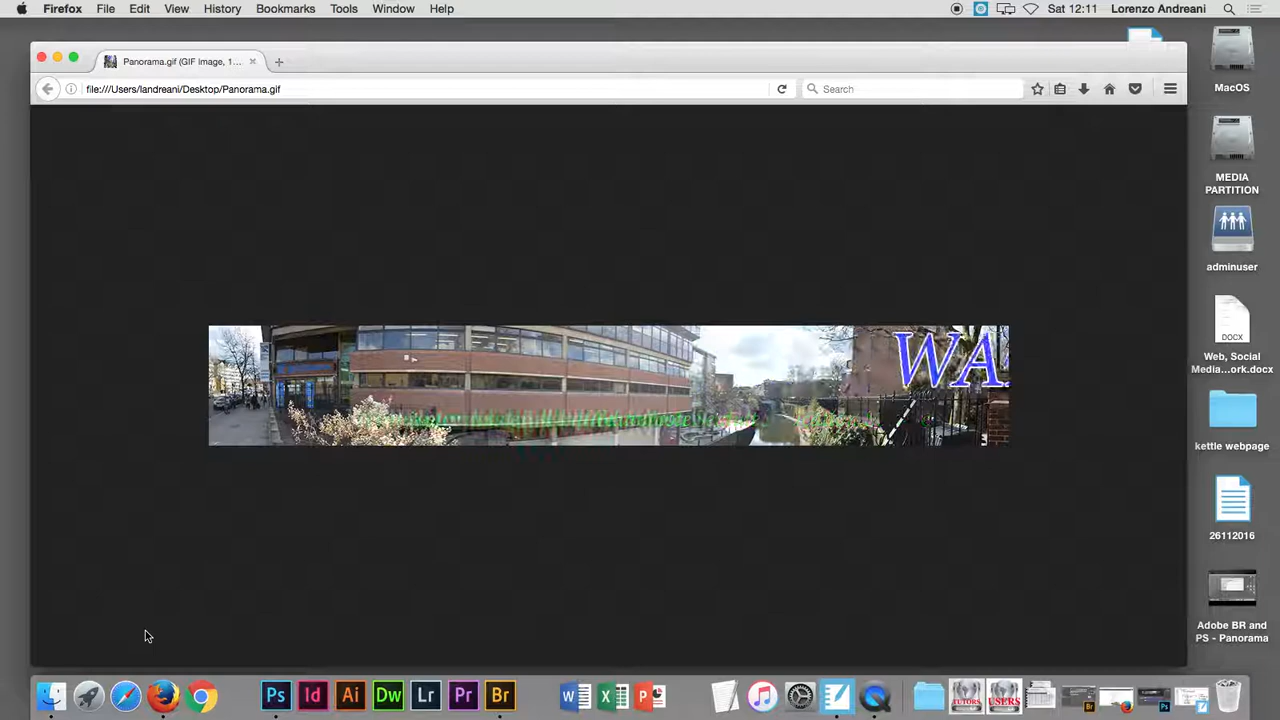 Firefox File Edit View History Bookmarks Tools Window Help Sat 12:11 Lorenzo Andreani
Panorama.gif (GIF Image, 1...
file:///Users/landreani/Desktop/Panorama.gif
Search
MacOS
MEDIA
PARTITION
adminuser
DOCX
Web, Social
Media...ork.docx
kettle webpage
26112016
Adobe BR and
PS - Panorama
WA
Ps Id Ai Dw Lr Pr Br W X P
TUTORS USERS